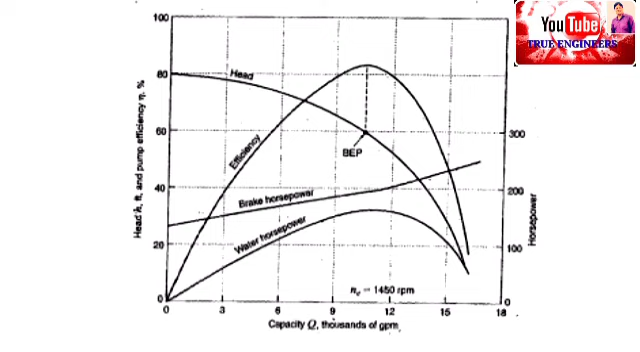 You Tube
TRUE ENGINEERS
100
80
60
40
20
0
Head h, ft, and pump efficiency η, %
Head
Efficiency
BEP
Brake horsepower
Water horsepower
300
200
100
0
Horsepower
= 1450 rpm
0 3 6 9 12 15 18
Capacity Q, thousands of gpm